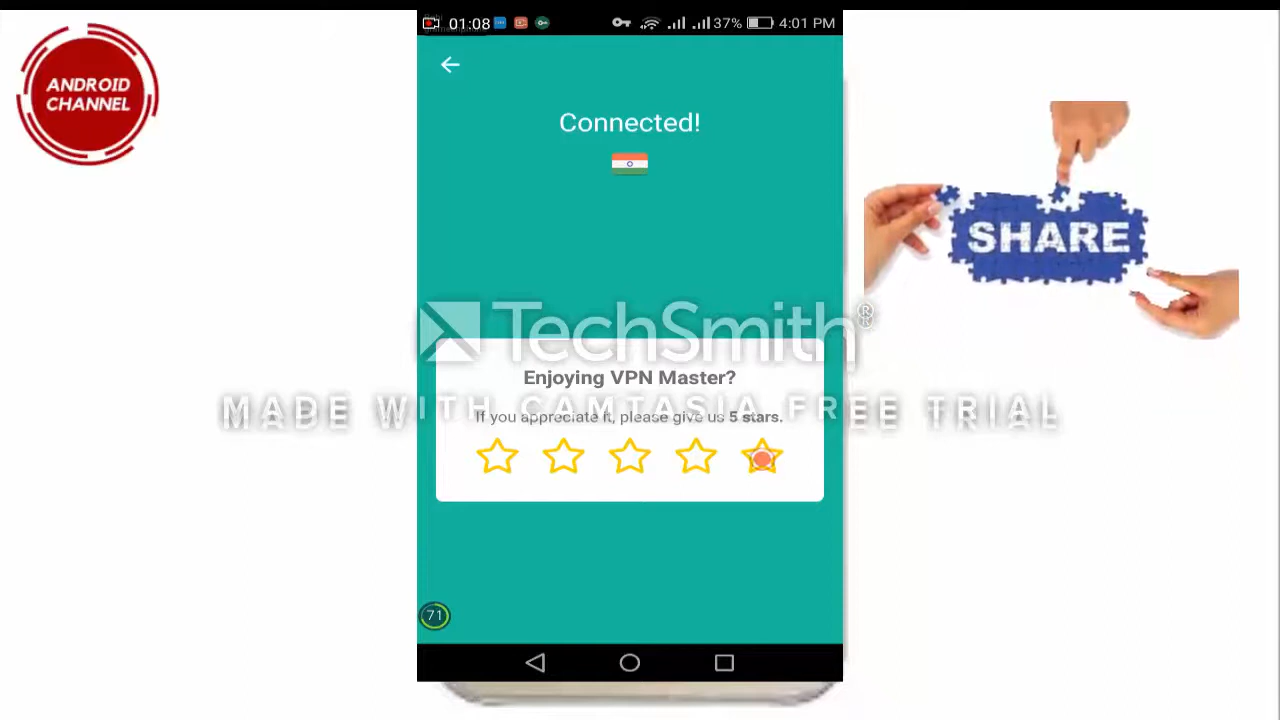 ANDROID
CHANNEL
01:08
37%
4:01 PM
Connected!
SHARE
TechSmith®
Enjoying VPN Master?
MADE WITH CAMTASIA FREE TRIAL
If you appreciate it, please give us 5 stars.
71